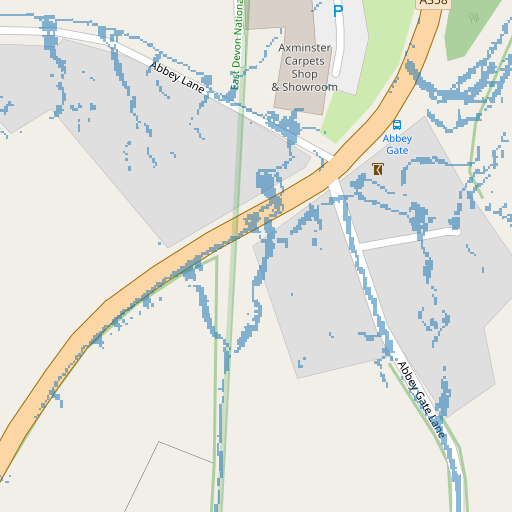 A358
P
East Devon National
Axminster
Carpets
Shop
& Showroom
Abbey Lane
Abbey
Gate
Abbey Gate Lane